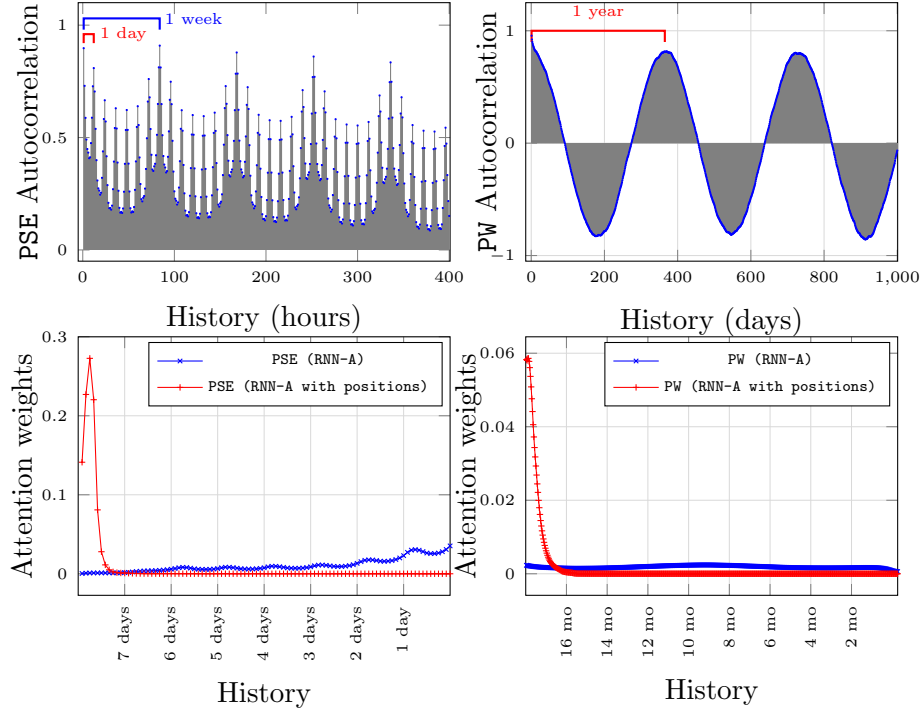 1 week
1 day
PSE Autocorrelation
1
0.5
0
0
100
200
300
400
History (hours)
1 year
PW Autocorrelation
1
0
−1
0
200
400
600
800
1,000
History (days)
Attention weights
0.3
0.2
0.1
0
PSE (RNN-A)
PSE (RNN-A with positions)
7 days
6 days
5 days
4 days
3 days
2 days
1 day
History
Attention weights
0.06
0.04
0.02
0
PW (RNN-A)
PW (RNN-A with positions)
16 mo
14 mo
12 mo
10 mo
8 mo
6 mo
4 mo
2 mo
History